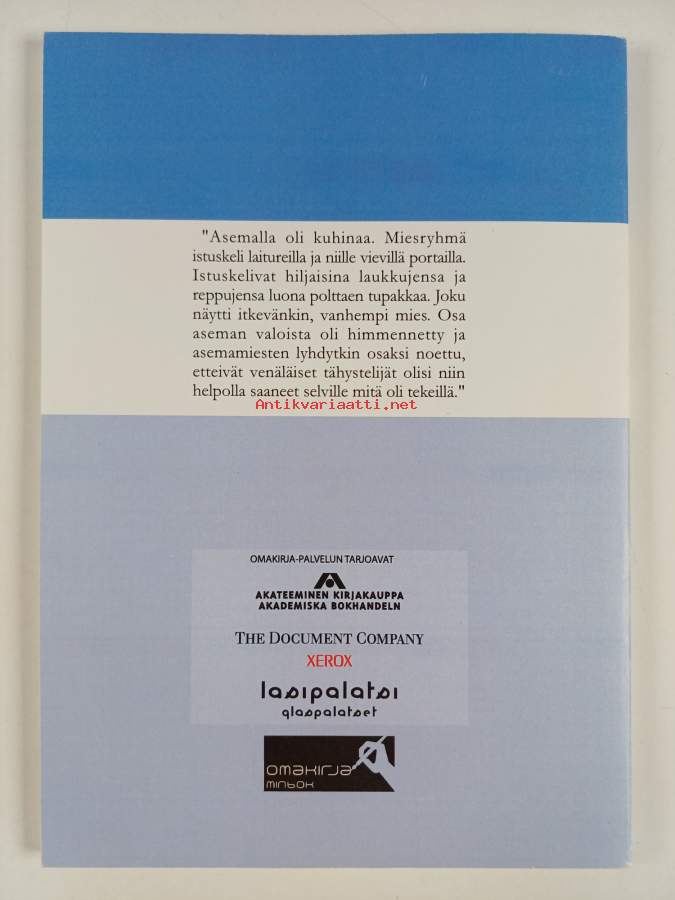 "Asemalla oli kuhinaa. Miesryhmä
istuskeli laitureilla ja niille vievillä portailla.
Istuskelivat hiljaisina laukkujensa ja
reppujensa luona polttaen tupakkaa. Joku
näytti itkevänkin, vanhempi mies. Osa
aseman valoista oli himmennetty ja
asemamiesten lyhdytkin osaksi noettu,
etteivät venäläiset tähystelijät olisi niin
helpolla saaneet selville mitä oli tekeillä."
Antikvariaatti.net
OMAKIRJA-PALVELUN TARJOAVAT
AKATEEMINEN KIRJAKAUPPA
AKADEMISKA BOKHANDELN
THE DOCUMENT COMPANY
XEROX
lasipalatsi
glaspalatset
omakirja
minbok